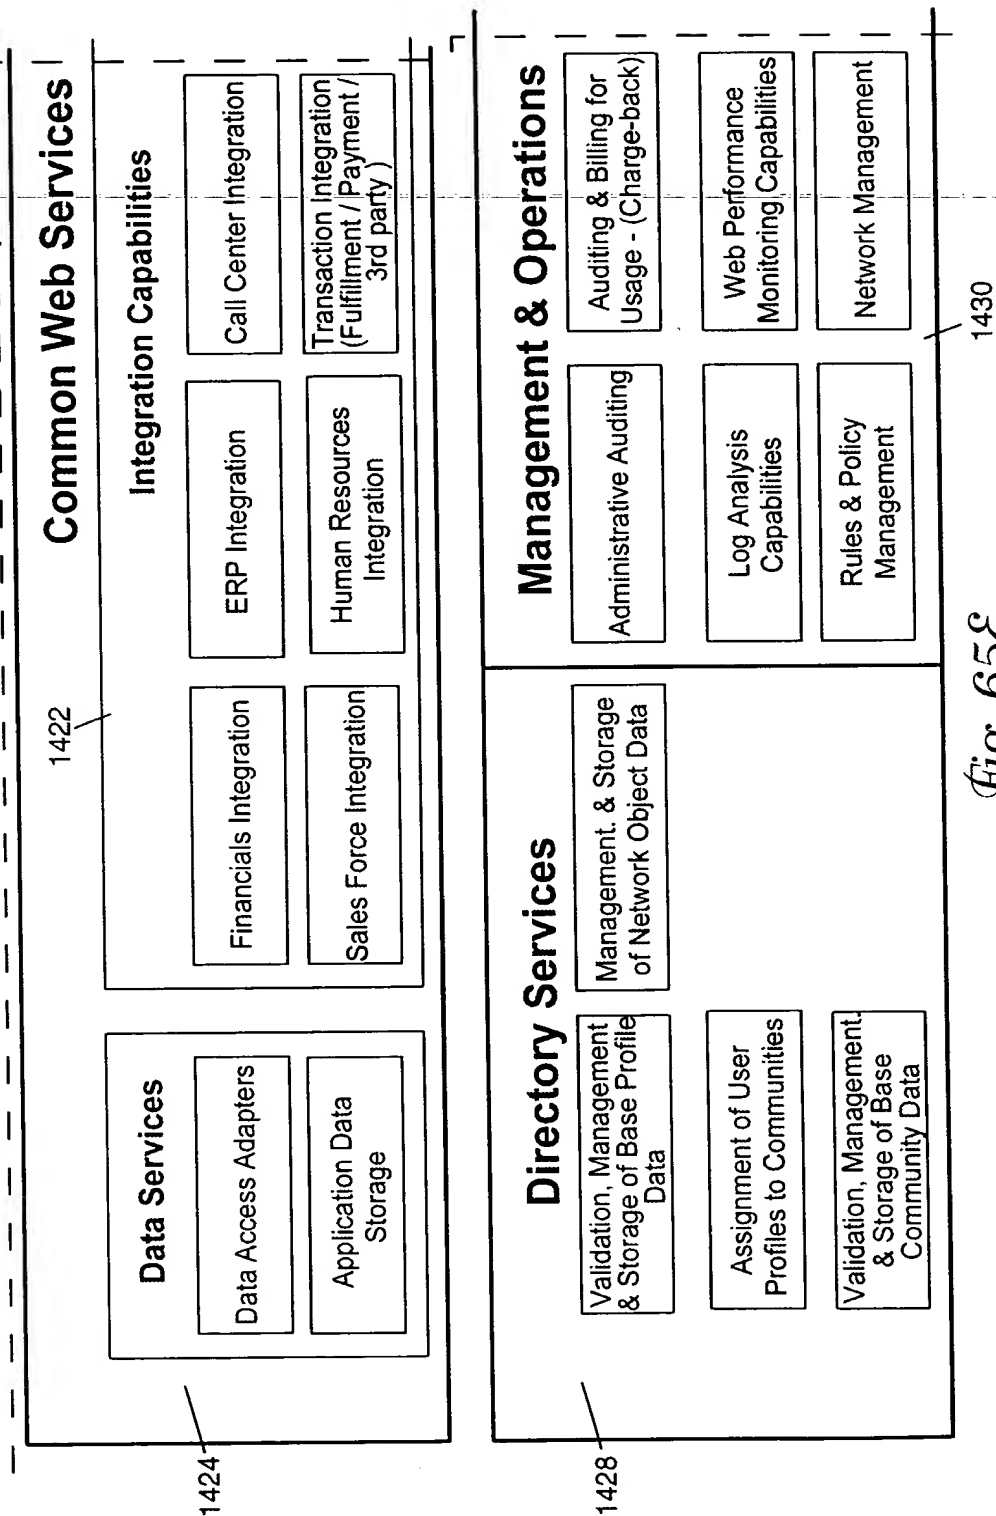 Common Web Services
1422
Integration Capabilities
Data Services
Financials Integration
ERP Integration
Call Center Integration
Data Access Adapters
Sales Force Integration
Human Resources
Integration
Transaction Integration
(Fulfillment / Payment /
3rd party )
Application Data
Storage
1424
Directory Services
Management & Operations
Validation, Management
& Storage of Base Profile
Data
Management. & Storage
of Network Object Data
Administrative Auditing
Auditing & Billing for
Usage - (Charge-back)
Assignment of User
Profiles to Communities
Log Analysis
Capabilities
Web Performance
Monitoring Capabilities
Validation, Management.
& Storage of Base
Community Data
Rules & Policy
Management
Network Management
1428
1430
Fig. 65E